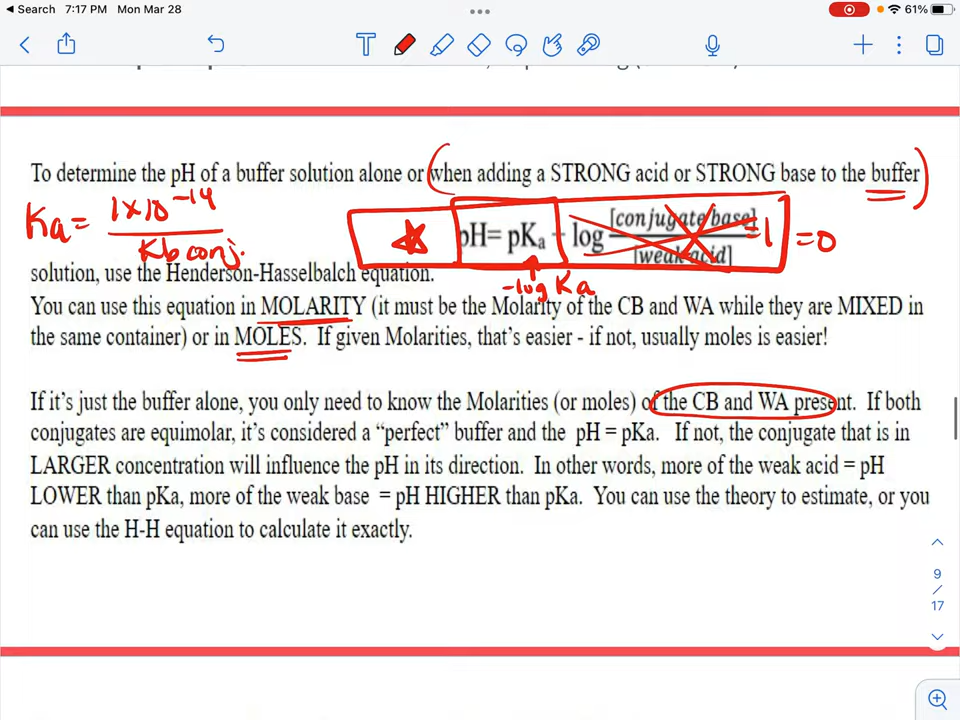 Search 7:17 PM Mon Mar 28 61%
T
To determine the pH of a buffer solution alone or (when adding a STRONG acid or STRONG base to the buffer)
Ka = 1x10^-14 / Kb conj.
pH= pKa + log [conjugate base] / [weak acid] =1 =0
-log Ka
solution, use the Henderson-Hasselbalch equation.
You can use this equation in MOLARITY (it must be the Molarity of the CB and WA while they are MIXED in
the same container) or in MOLES. If given Molarities, that's easier - if not, usually moles is easier!
If it's just the buffer alone, you only need to know the Molarities (or moles) of the CB and WA present. If both
conjugates are equimolar, it's considered a “perfect” buffer and the pH = pKa. If not, the conjugate that is in
LARGER concentration will influence the pH in its direction. In other words, more of the weak acid = pH
LOWER than pKa, more of the weak base = pH HIGHER than pKa. You can use the theory to estimate, or you
can use the H-H equation to calculate it exactly.
9
/
17